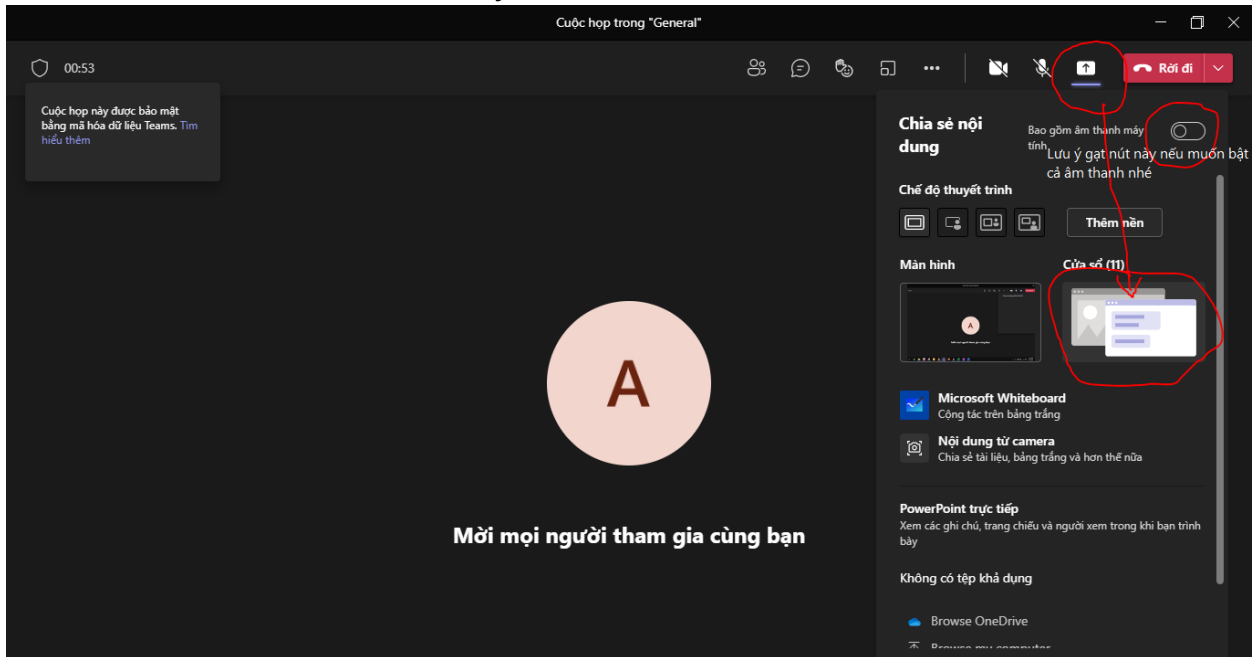 Cuộc họp trong "General"
00:53
Rời đi
Cuộc họp này được bảo mật
bằng mã hóa dữ liệu Teams. Tìm
hiểu thêm
Chia sẻ nội
dung
Bao gồm âm thanh máy
tính
Lưu ý gạt nút này nếu muốn bật
cả âm thanh nhé
Chế độ thuyết trình
Thêm nền
Màn hình
Cửa sổ (11)
Microsoft Whiteboard
Cộng tác trên bảng trắng
Nội dung từ camera
Chia sẻ tài liệu, bảng trắng và hơn thế nữa
PowerPoint trực tiếp
Xem các ghi chú, trang chiếu và người xem trong khi bạn trình
bày
Không có tệp khả dụng
Browse OneDrive
Browse my computer
A
Mời mọi người tham gia cùng bạn